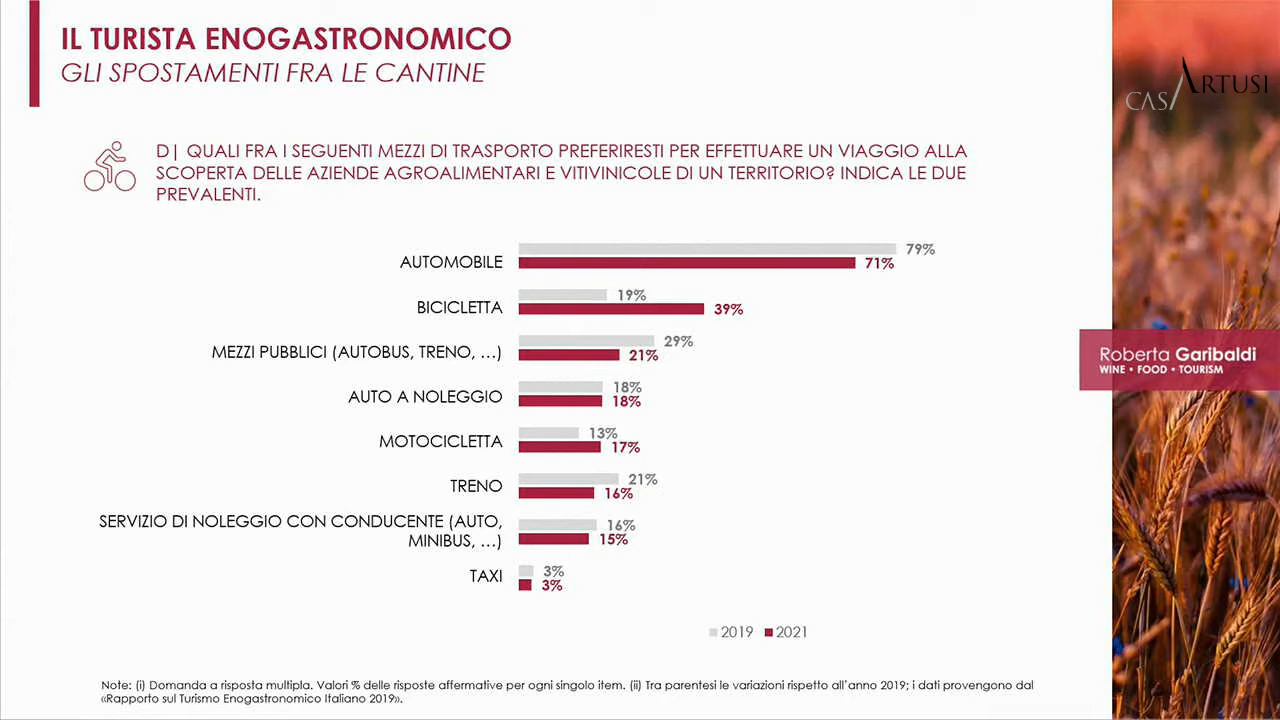 IL TURISTA ENOGASTRONOMICO
GLI SPOSTAMENTI FRA LE CANTINE
CASARTUSI
D| QUALI FRA I SEGUENTI MEZZI DI TRASPORTO PREFERIRESTI PER EFFETTUARE UN VIAGGIO ALLA
SCOPERTA DELLE AZIENDE AGROALIMENTARI E VITIVINICOLE DI UN TERRITORIO? INDICA LE DUE
PREVALENTI.
AUTOMOBILE
79%
71%
BICICLETTA
19%
39%
MEZZI PUBBLICI (AUTOBUS, TRENO, ...)
29%
21%
AUTO A NOLEGGIO
18%
18%
MOTOCICLETTA
13%
17%
TRENO
21%
16%
SERVIZIO DI NOLEGGIO CON CONDUCENTE (AUTO,
MINIBUS, ...)
16%
15%
TAXI
3%
3%
2019 2021
Roberta Garibaldi
WINE • FOOD • TOURISM
Note: (i) Domanda a risposta multipla. Valori % delle risposte affermative per ogni singolo item. (ii) Tra parentesi le variazioni rispetto all'anno 2019; i dati provengono dal
«Rapporto sul Turismo Enogastronomico Italiano 2019».